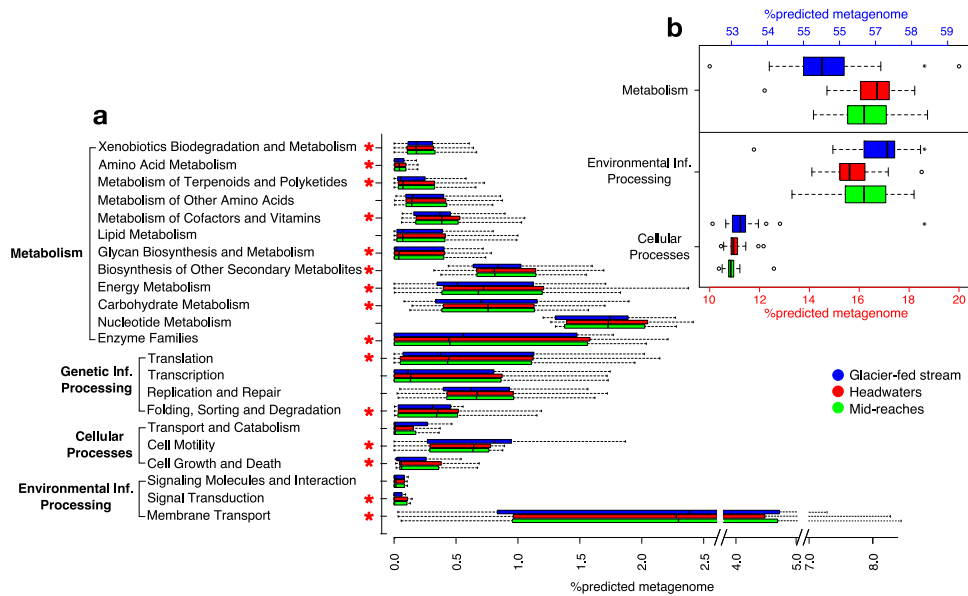 b
%predicted metagenome
53 54 55 56 57 58 59
Metabolism
Environmental Inf.
Processing
Cellular
Processes
10 12 14 16 18 20
%predicted metagenome
a
Xenobiotics Biodegradation and Metabolism *
Amino Acid Metabolism *
Metabolism of Terpenoids and Polyketides *
Metabolism of Other Amino Acids
Metabolism of Cofactors and Vitamins *
Lipid Metabolism
Metabolism
Glycan Biosynthesis and Metabolism *
Biosynthesis of Other Secondary Metabolites *
Energy Metabolism *
Carbohydrate Metabolism *
Nucleotide Metabolism
Enzyme Families *
Genetic Inf.
Processing
Translation *
Transcription
Replication and Repair
Folding, Sorting and Degradation *
Cellular
Processes
Transport and Catabolism
Cell Motility *
Cell Growth and Death *
Environmental Inf.
Processing
Signaling Molecules and Interaction
Signal Transduction *
Membrane Transport *
Glacier-fed stream
Headwaters
Mid-reaches
0.0 0.5 1.0 1.5 2.0 2.5 4.0 5.0 7.0 8.0
%predicted metagenome